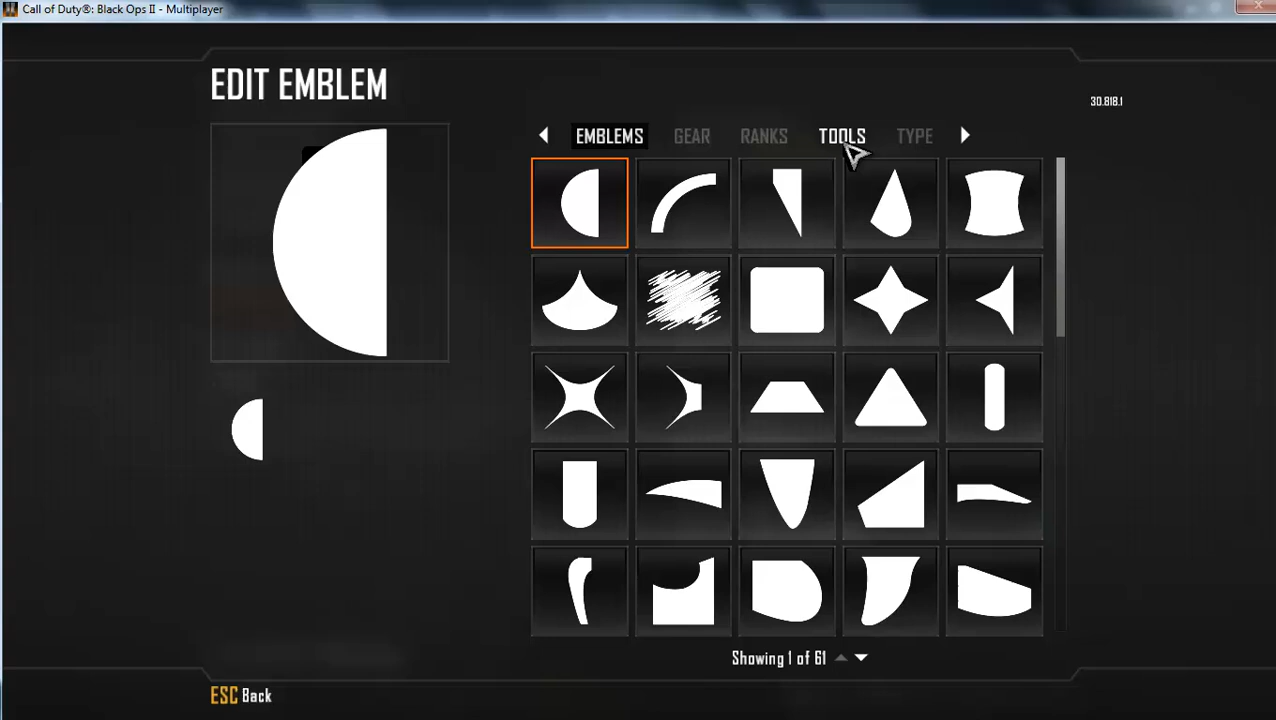 Call of Duty®: Black Ops II - Multiplayer
EDIT EMBLEM
30.818.1
EMBLEMS GEAR RANKS TOOLS TYPE
Showing 1 of 61
ESC Back